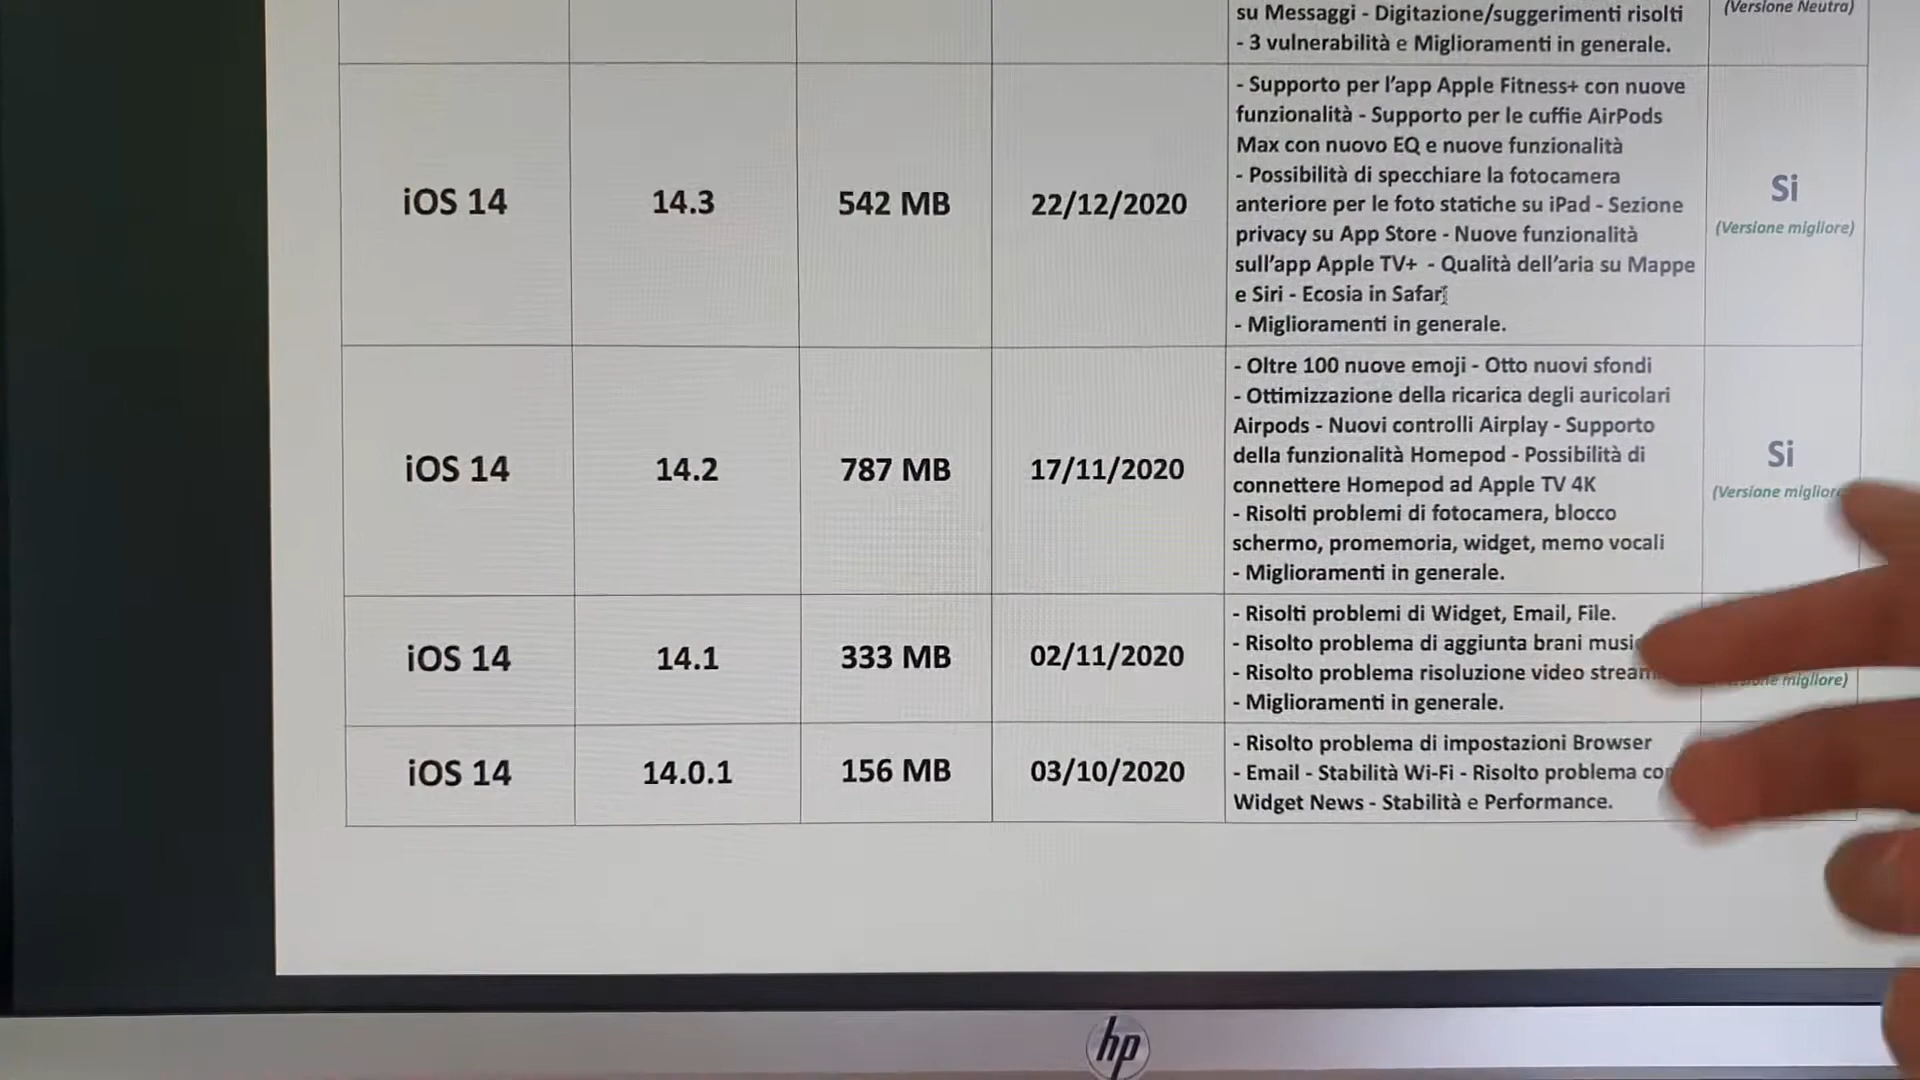 su Messaggi - Digitazione/suggerimenti risolti
- 3 vulnerabilità e Miglioramenti in generale.
(Versione Neutra)
iOS 14
14.3
542 MB
22/12/2020
- Supporto per l'app Apple Fitness+ con nuove
funzionalità - Supporto per le cuffie AirPods
Max con nuovo EQ e nuove funzionalità
- Possibilità di specchiare la fotocamera
anteriore per le foto statiche su iPad - Sezione
privacy su App Store - Nuove funzionalità
sull'app Apple TV+ - Qualità dell'aria su Mappe
e Siri - Ecosia in Safari
- Miglioramenti in generale.
Si
(Versione migliore)
iOS 14
14.2
787 MB
17/11/2020
- Oltre 100 nuove emoji - Otto nuovi sfondi
- Ottimizzazione della ricarica degli auricolari
Airpods - Nuovi controlli Airplay - Supporto
della funzionalità Homepod - Possibilità di
connettere Homepod ad Apple TV 4K
- Risolti problemi di fotocamera, blocco
schermo, promemoria, widget, memo vocali
- Miglioramenti in generale.
Si
(Versione migliore
iOS 14
14.1
333 MB
02/11/2020
- Risolti problemi di Widget, Email, File.
- Risolto problema di aggiunta brani
- Risolto problema risoluzione video
- Miglioramenti in generale.
migliore)
iOS 14
14.0.1
156 MB
03/10/2020
- Risolto problema di impostazioni Browser
- Email - Stabilità Wi-Fi - Risolto problema
Widget News - Stabilità e Performance.
hp